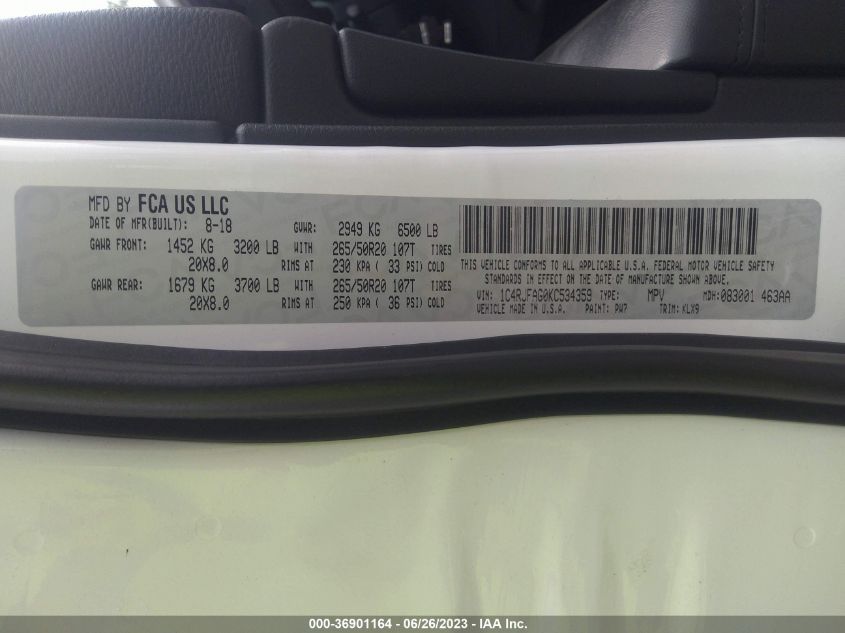 MFD BY FCA US LLC
DATE OF MFR(BUILT): 8-18 GVWR: 2949 KG 6500 LB
GAWR FRONT: 1452 KG 3200 LB WITH 265/50R20 107T TIRES
20X8.0 RIMS AT 230 KPA ( 33 PSI) COLD
GAWR REAR: 1679 KG 3700 LB WITH 265/50R20 107T TIRES
20X8.0 RIMS AT 250 KPA ( 36 PSI) COLD
THIS VEHICLE CONFORMS TO ALL APPLICABLE U.S.A. FEDERAL MOTOR VEHICLE SAFETY
STANDARDS IN EFFECT ON THE DATE OF MANUFACTURE SHOWN ABOVE.
VIN: 1C4RJFAG0KC534359 TYPE: MPV MDH: 083001 463AA
VEHICLE MADE IN U.S.A. PAINT: PW7 TRIM: KLX9
000-36901164 - 06/26/2023 - IAA Inc.